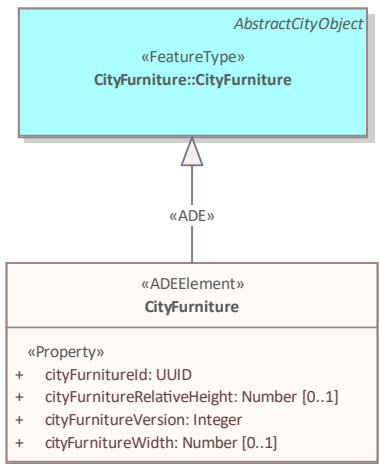 AbstractCityObject
«FeatureType»
CityFurniture::CityFurniture
«ADE»
«ADEElement»
CityFurniture
«Property»
+ cityFurnitureId: UUID
+ cityFurnitureRelativeHeight: Number [0..1]
+ cityFurnitureVersion: Integer
+ cityFurnitureWidth: Number [0..1]